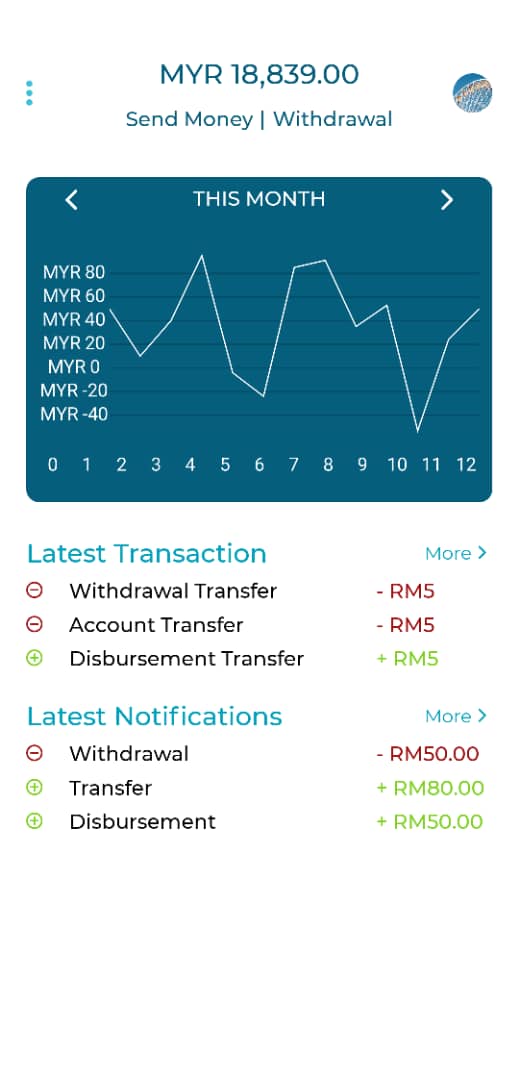 MYR 18,839.00
Send Money | Withdrawal
THIS MONTH
MYR 80
MYR 60
MYR 40
MYR 20
MYR 0
MYR -20
MYR -40
0 1 2 3 4 5 6 7 8 9 10 11 12
Latest Transaction More
Withdrawal Transfer - RM5
Account Transfer - RM5
Disbursement Transfer + RM5
Latest Notifications More
Withdrawal - RM50.00
Transfer + RM80.00
Disbursement + RM50.00